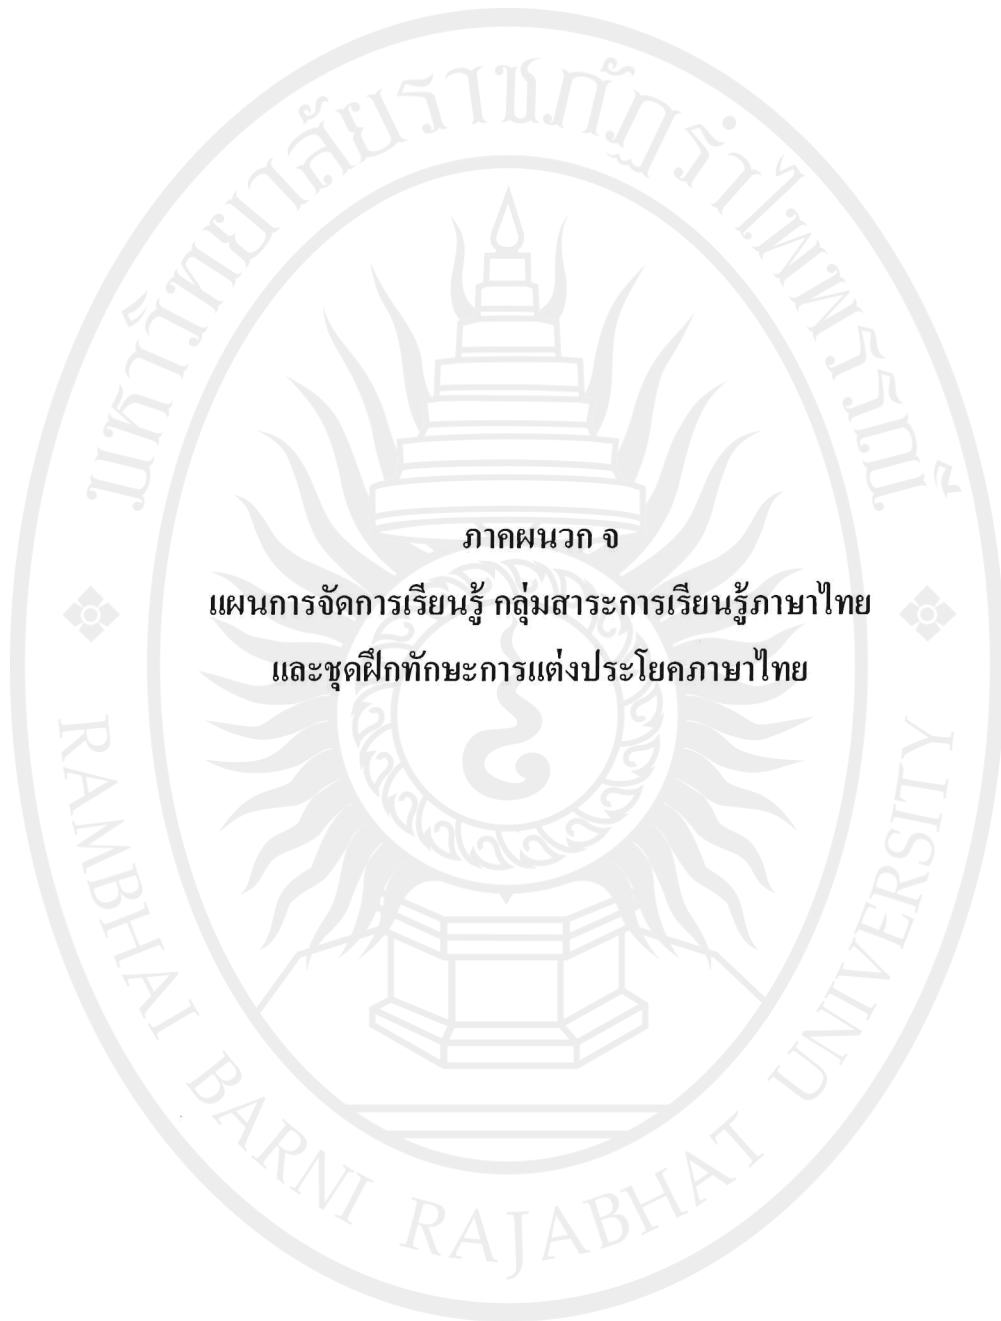 มหาวิทยาลัยราชภัฏรำไพพรรณี
ภาคผนวก จ
แผนการจัดการเรียนรู้ กลุ่มสาระการเรียนรู้ภาษาไทย
และชุดฝึกทักษะการแต่งประโยคภาษาไทย
RAMBHAI BARNI RAJABHAT UNIVERSITY